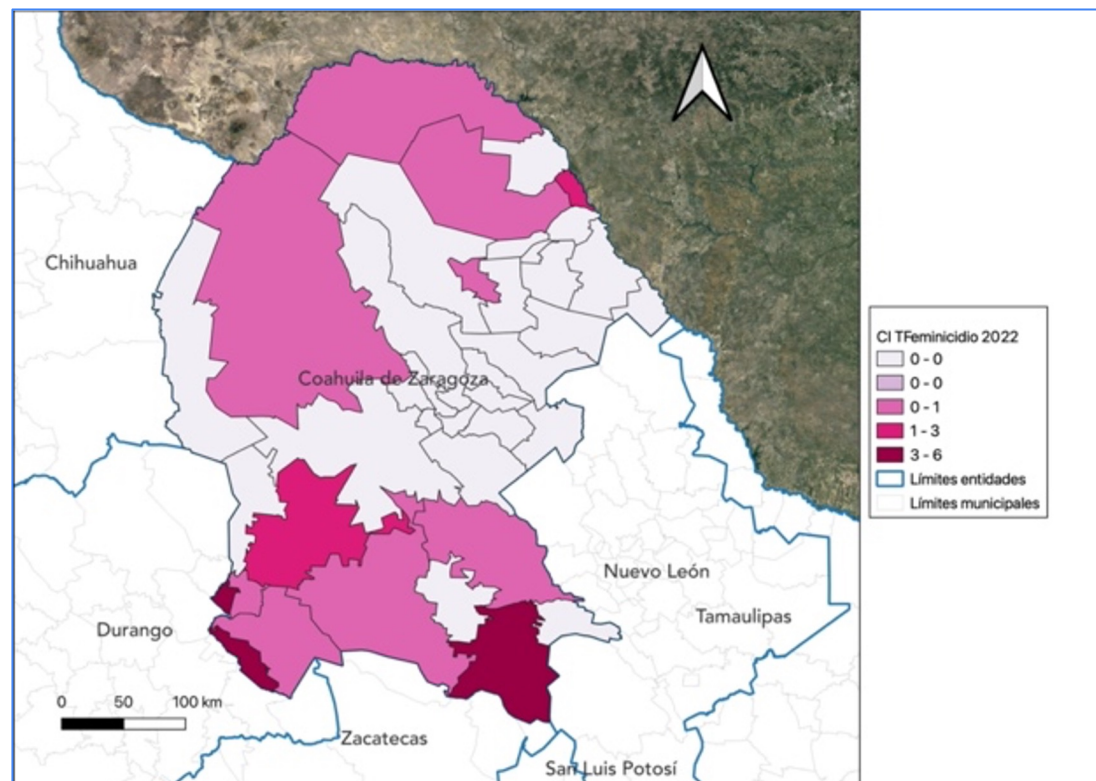 Chihuahua
Coahuila de Zaragoza
Nuevo León
Tamaulipas
Durango
0 50 100 km
Zacatecas
San Luis Potosí
CI TFeminicidio 2022
0 - 0
0 - 0
0 - 1
1 - 3
3 - 6
Límites entidades
Límites municipales